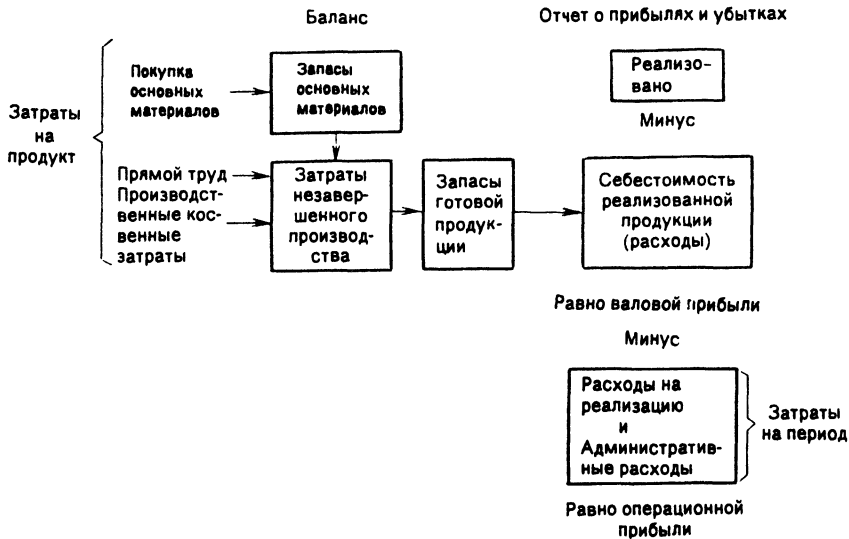 Баланс
Отчет о прибылях и убытках
Затраты
на
продукт
Покупка
основных
материалов
Запасы
основных
материалов
Реализо-
вано
Минус
Прямой труд
Производст-
венные кос-
венные
затраты
Затраты
незавер-
шенного
производ-
ства
Запасы
готовой
продук-
ции
Себестоимость
реализованной
продукции
(расходы)
Равно валовой прибыли
Минус
Расходы на
реализацию
и
Административ-
ные расходы
Затраты
на период
Равно операционной
прибыли